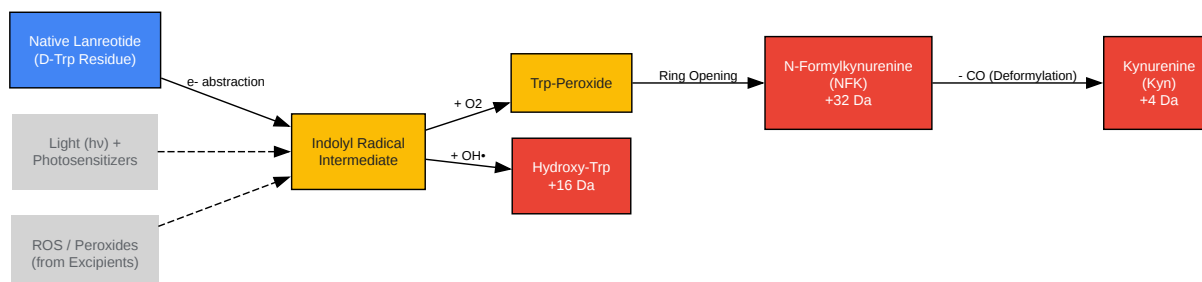 Native Lanreotide
(D-Trp Residue)
e- abstraction
Light (hν) +
Photosensitizers
ROS / Peroxides
(from Excipients)
Indolyl Radical
Intermediate
+ O2
+ OH•
Trp-Peroxide
Hydroxy-Trp
+16 Da
Ring Opening
N-Formylkynurenine
(NFK)
+32 Da
- CO (Deformylation)
Kynurenine
(Kyn)
+4 Da